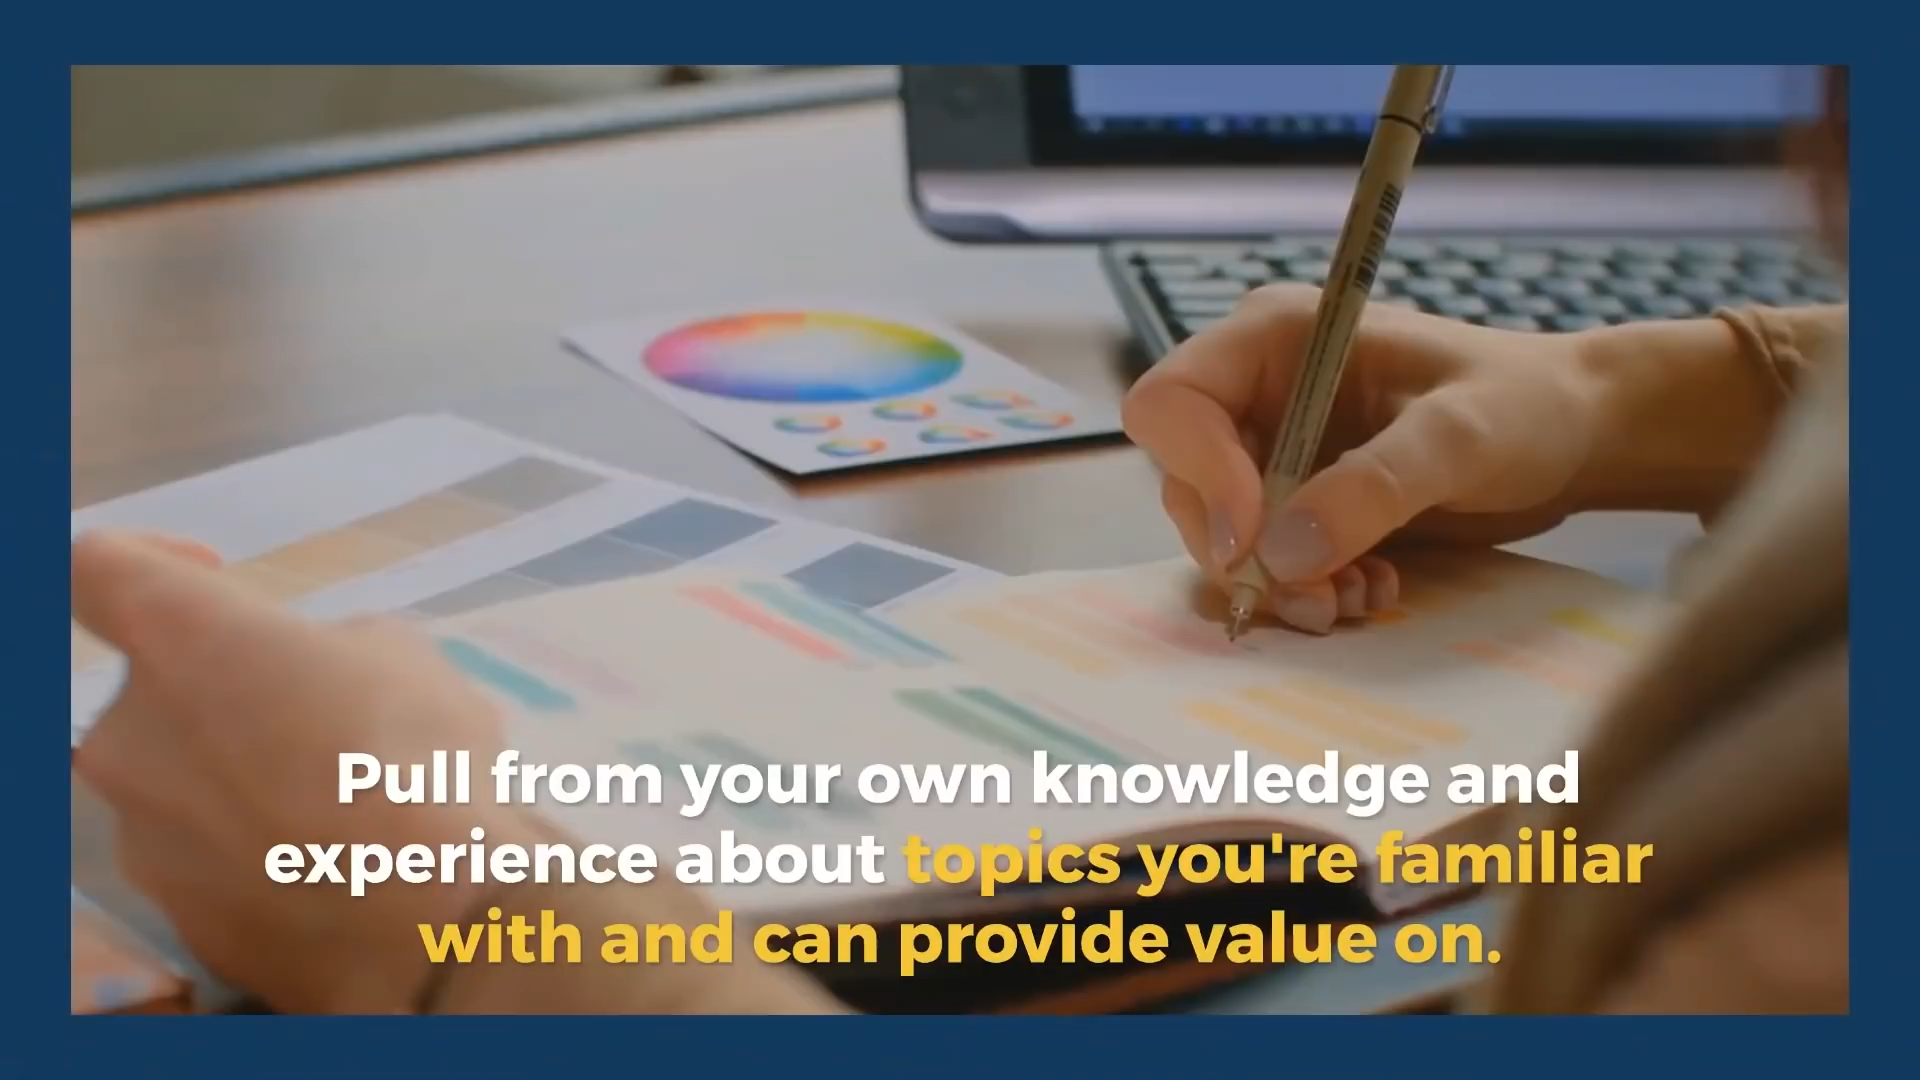 Pull from your own knowledge and
experience about topics you're familiar
with and can provide value on.